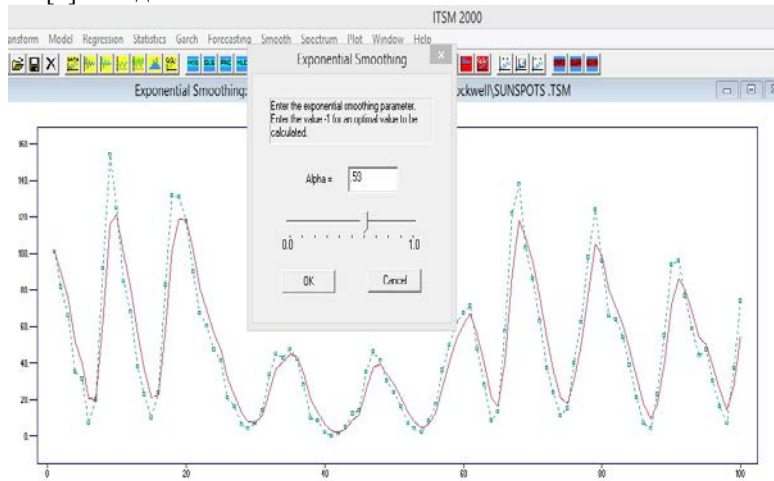 ITSM 2000
ansform Model Regression Statistics Garch Forecasting Smooth Spectrum Plot Window Help
Exponential Smoothing
Exponential Smoothing: ockwell\SUNSPOTS .TSM
Enter the exponential smoothing parameter.
Enter the value -1 for an optimal value to be
calculated.
Alpha = .59
0.0 1.0
OK Cancel
160
140.
120.
100.
80.
60.
40.
20.
0.
0 20 40 60 80 100